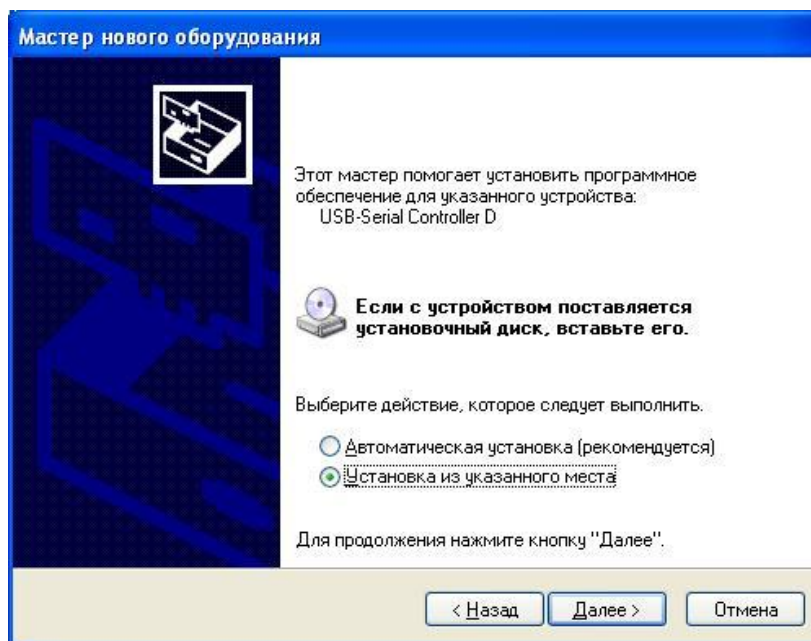 Мастер нового оборудования
Этот мастер помогает установить программное
обеспечение для указанного устройства:
USB-Serial Controller D
Если с устройством поставляется
установочный диск, вставьте его.
Выберите действие, которое следует выполнить.
Автоматическая установка (рекомендуется)
Установка из указанного места
Для продолжения нажмите кнопку "Далее".
< Назад
Далее >
Отмена